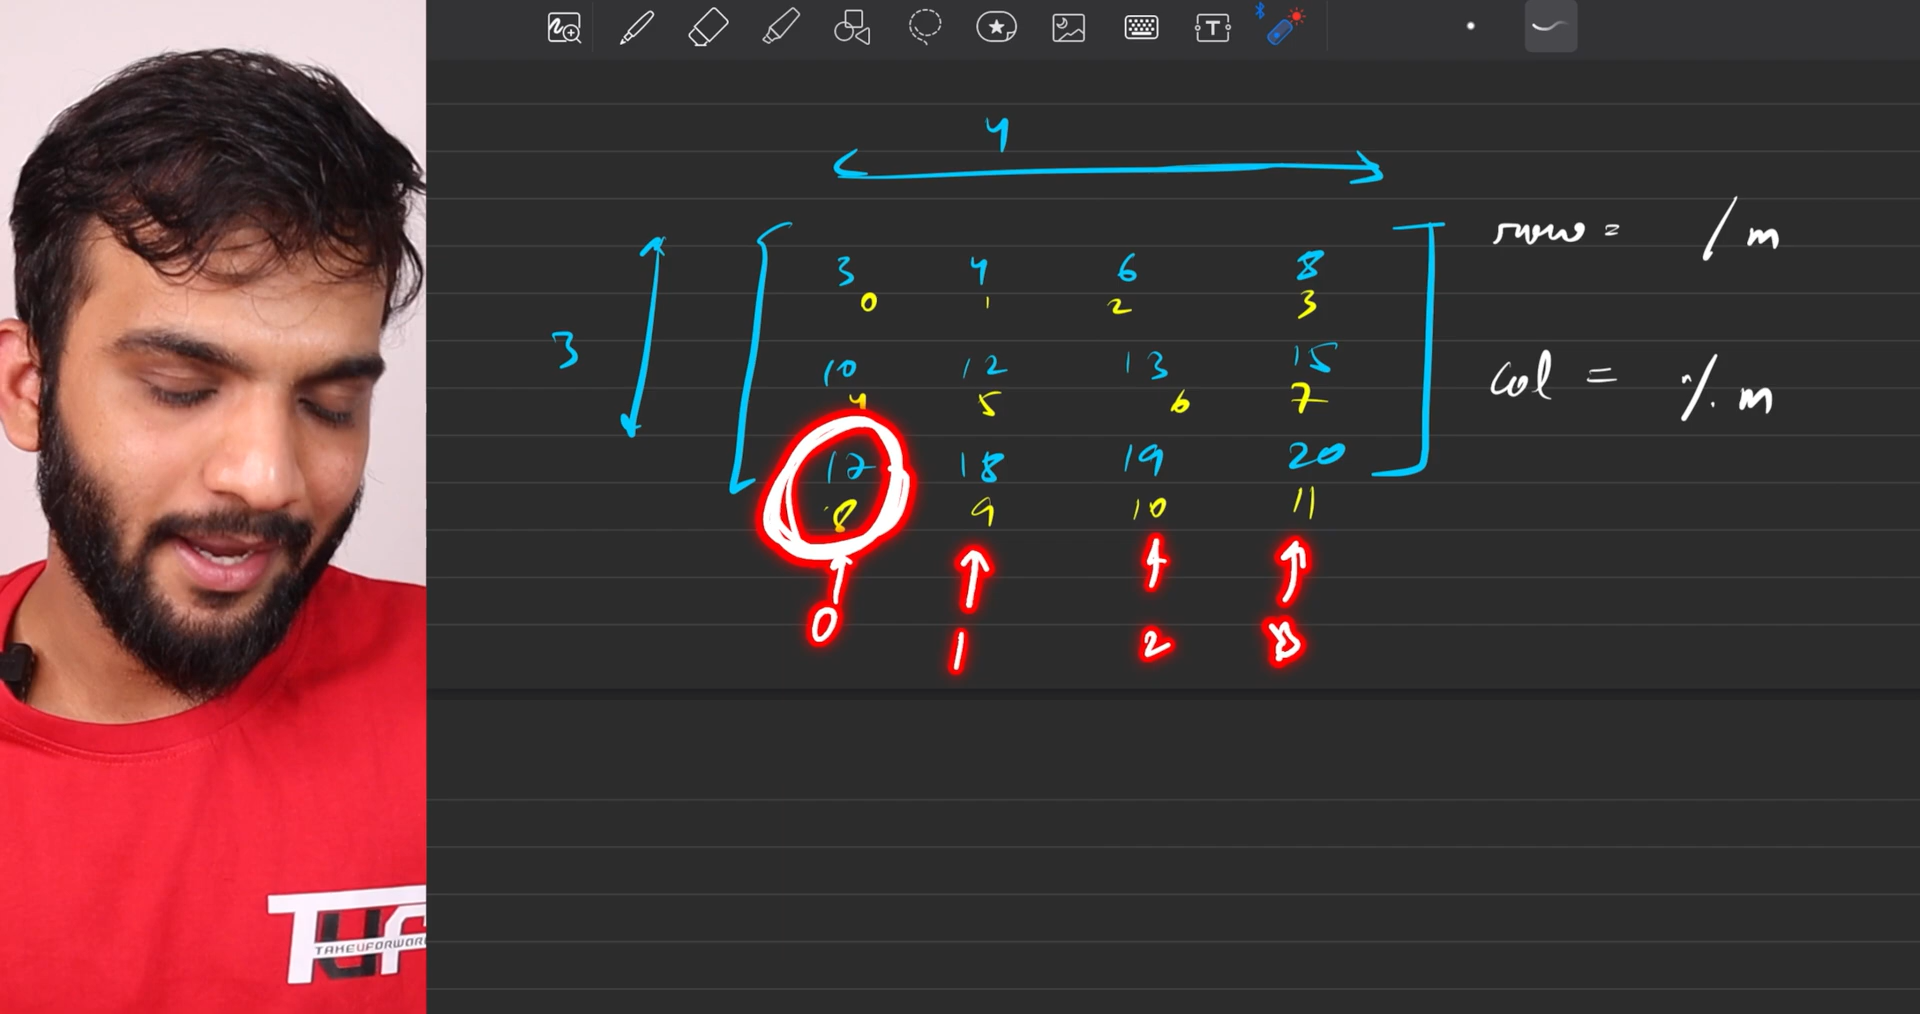 4
row = / m
3 4 6 8
0 1 2 3
3
10 12 13 15
4 5 6 7
col = % m
17 18 19 20
8 9 10 11
0 1 2 3
TUF
TAKEUFORWAR
T